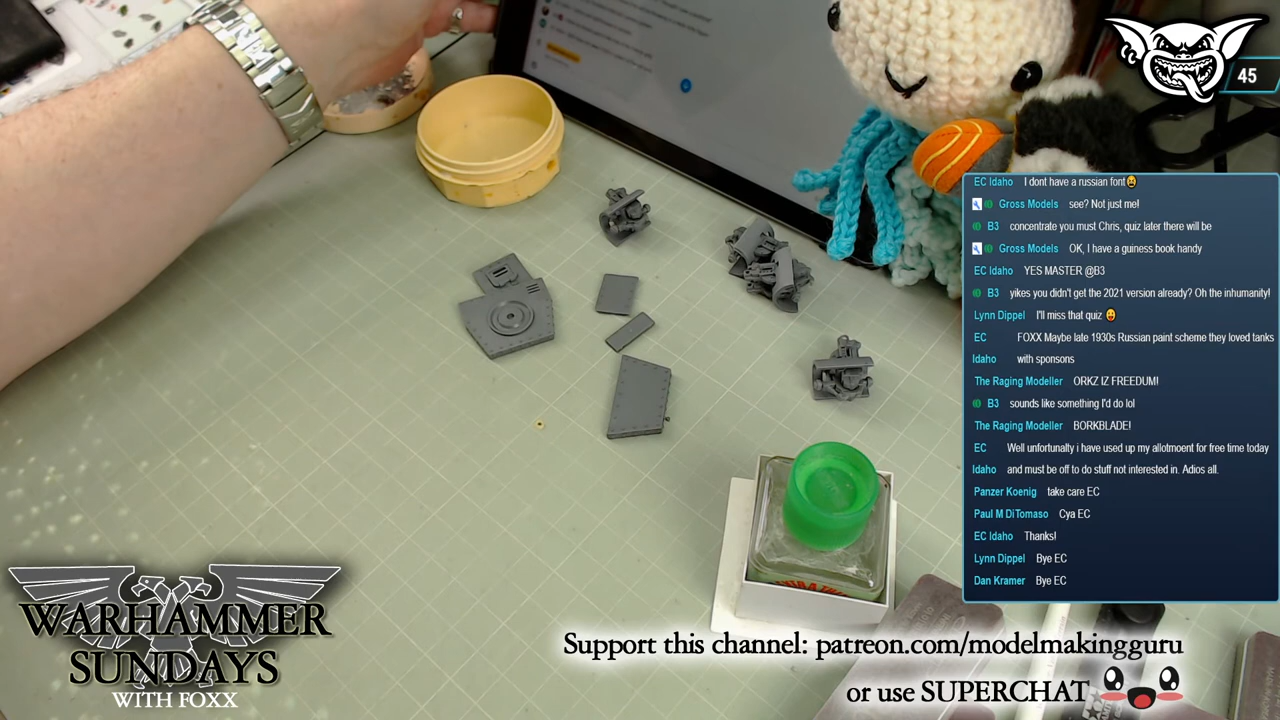 45
EC Idaho I dont have a russian font
Gross Models see? Not just me!
B3 concentrate you must Chris, quiz later there will be
Gross Models OK, I have a guiness book handy
EC Idaho YES MASTER @B3
B3 yikes you didn't get the 2021 version already? Oh the inhumanity!
Lynn Dippel I'll miss that quiz
EC FOXX Maybe late 1930s Russian paint scheme they loved tanks
Idaho with sponsons
The Raging Modeller ORKZ IZ FREEDUM!
B3 sounds like something I'd do lol
The Raging Modeller BORKBLADE!
EC Well unfortunalty i have used up my allotmoent for free time today
Idaho and must be off to do stuff not interested in. Adios all.
Panzer Koenig take care EC
Paul M DiTomaso Cya EC
EC Idaho Thanks!
Lynn Dippel Bye EC
Dan Kramer Bye EC
WARHAMMER
SUNDAYS
WITH FOXX
Support this channel: patreon.com/modelmakingguru
or use SUPERCHAT